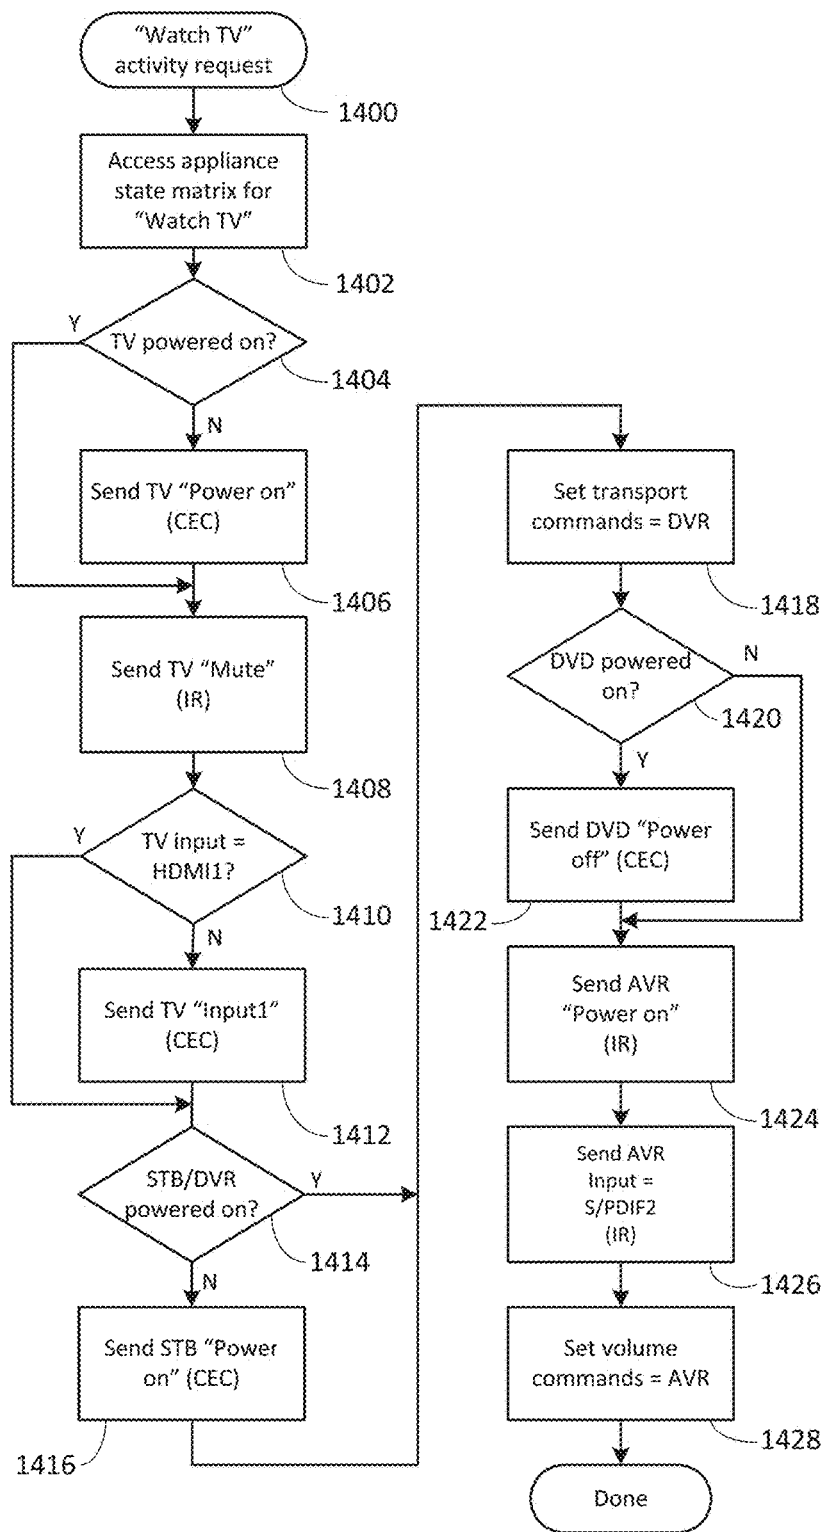 “Watch TV”
activity request
1400
Access appliance
state matrix for
“Watch TV”
1402
TV powered on?
Y
1404
N
Send TV “Power on”
(CEC)
1406
Send TV “Mute”
(IR)
1408
TV input =
HDMI1?
Y
1410
N
Send TV “Input1”
(CEC)
1412
STB/DVR
powered on?
Y
1414
N
Send STB “Power
on” (CEC)
1416
Set transport
commands = DVR
1418
DVD powered
on?
N
1420
Y
Send DVD “Power
off” (CEC)
1422
Send AVR
“Power on”
(IR)
1424
Send AVR
Input =
S/PDIF2
(IR)
1426
Set volume
commands = AVR
1428
Done